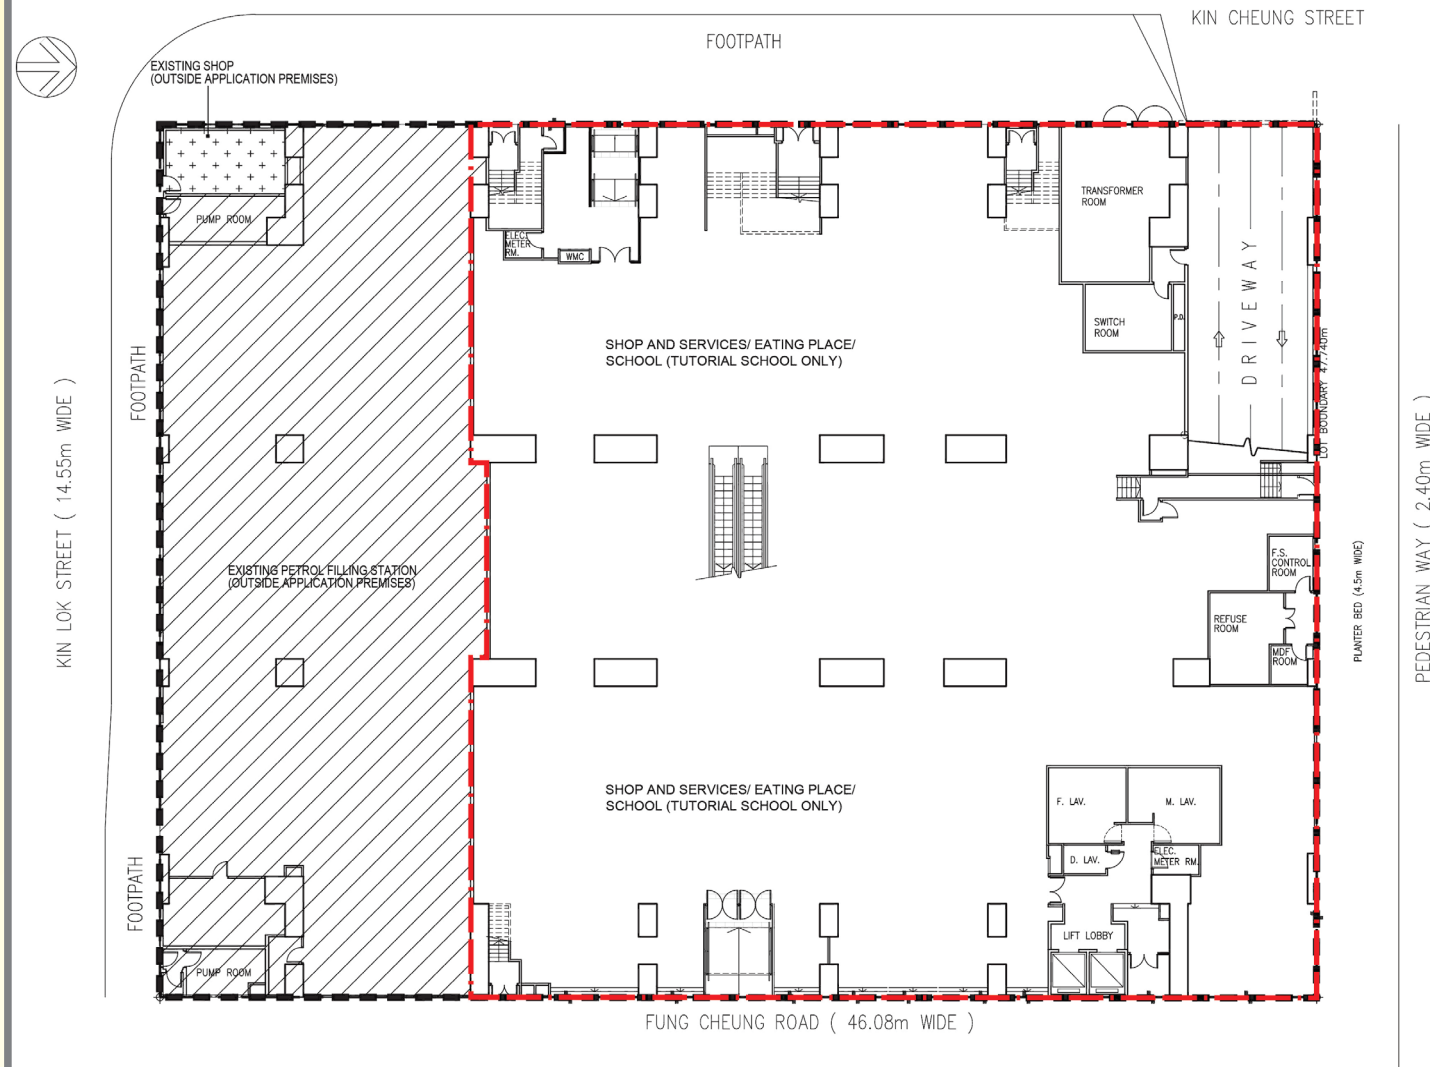 KIN CHEUNG STREET
FOOTPATH
EXISTING SHOP
(OUTSIDE APPLICATION PREMISES)
PUMP ROOM
ELEC.
METER
RM.
WMC
TRANSFORMER
ROOM
SWITCH
ROOM
P.D.
DRIVEWAY
LOT BOUNDARY 47.740m
SHOP AND SERVICES/ EATING PLACE/
SCHOOL (TUTORIAL SCHOOL ONLY)
FOOTPATH
KIN LOK STREET ( 14.55m WIDE )
EXISTING PETROL FILLING STATION
(OUTSIDE APPLICATION PREMISES)
F.S.
CONTROL
ROOM
REFUSE
ROOM
MDF
ROOM
PLANTER BED (4.5m WIDE)
PEDESTRIAN WAY ( 2.40m WIDE )
SHOP AND SERVICES/ EATING PLACE/
SCHOOL (TUTORIAL SCHOOL ONLY)
F. LAV.
M. LAV.
D. LAV.
ELEC.
METER RM.
LIFT LOBBY
FOOTPATH
PUMP ROOM
FUNG CHEUNG ROAD ( 46.08m WIDE )